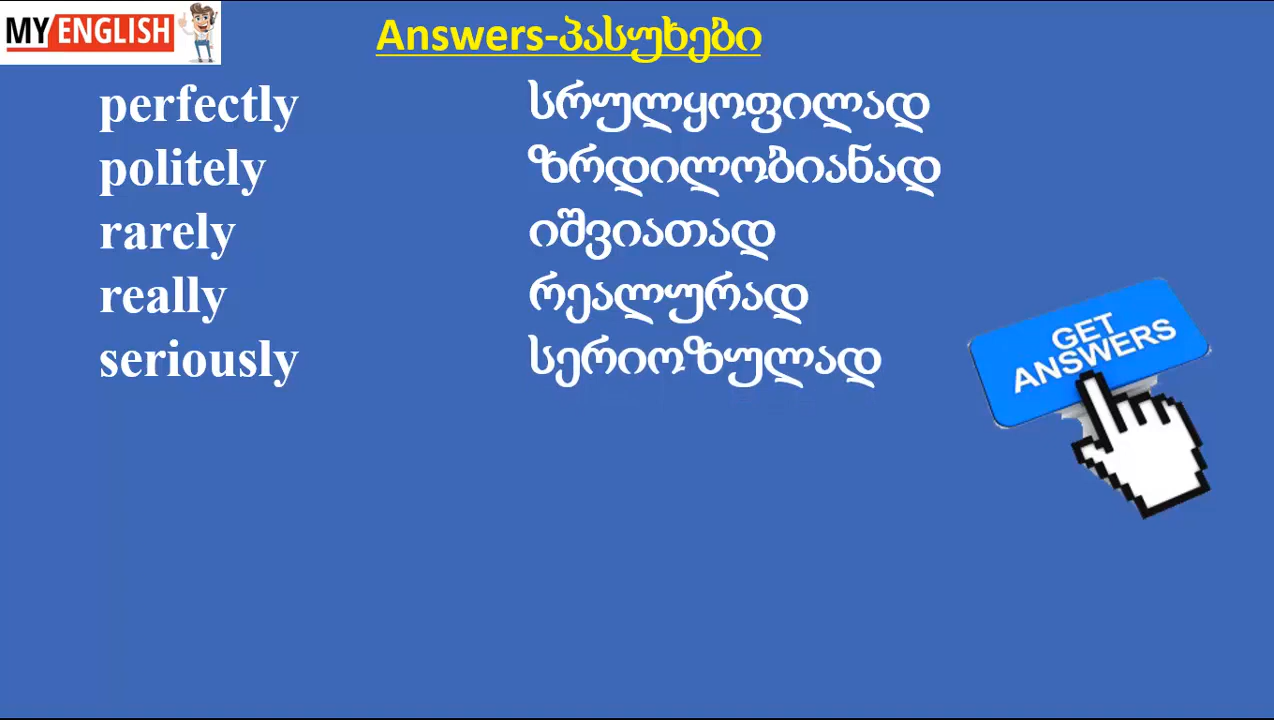 MY ENGLISH
Answers-პასუხები
perfectly სრულყოფილად
politely ზრდილობიანად
rarely იშვიათად
really რეალურად
seriously სერიოზულად
GET
ANSWERS